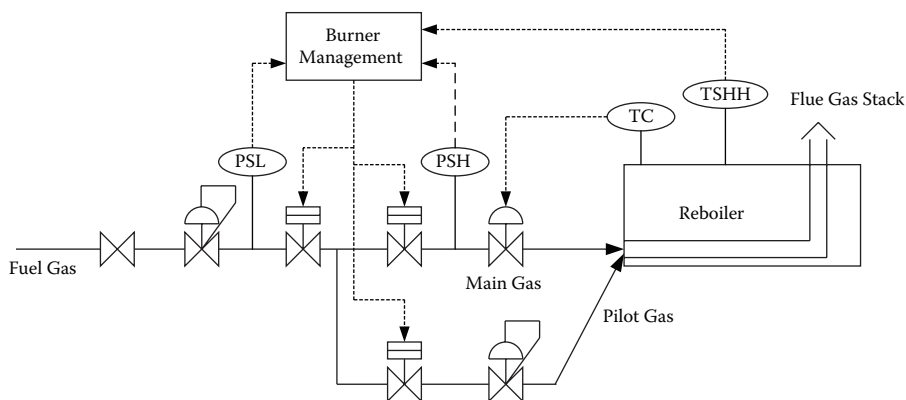 Burner
Management
TSHH
Flue Gas Stack
TC
PSL
PSH
Reboiler
Fuel Gas
Main Gas
Pilot Gas